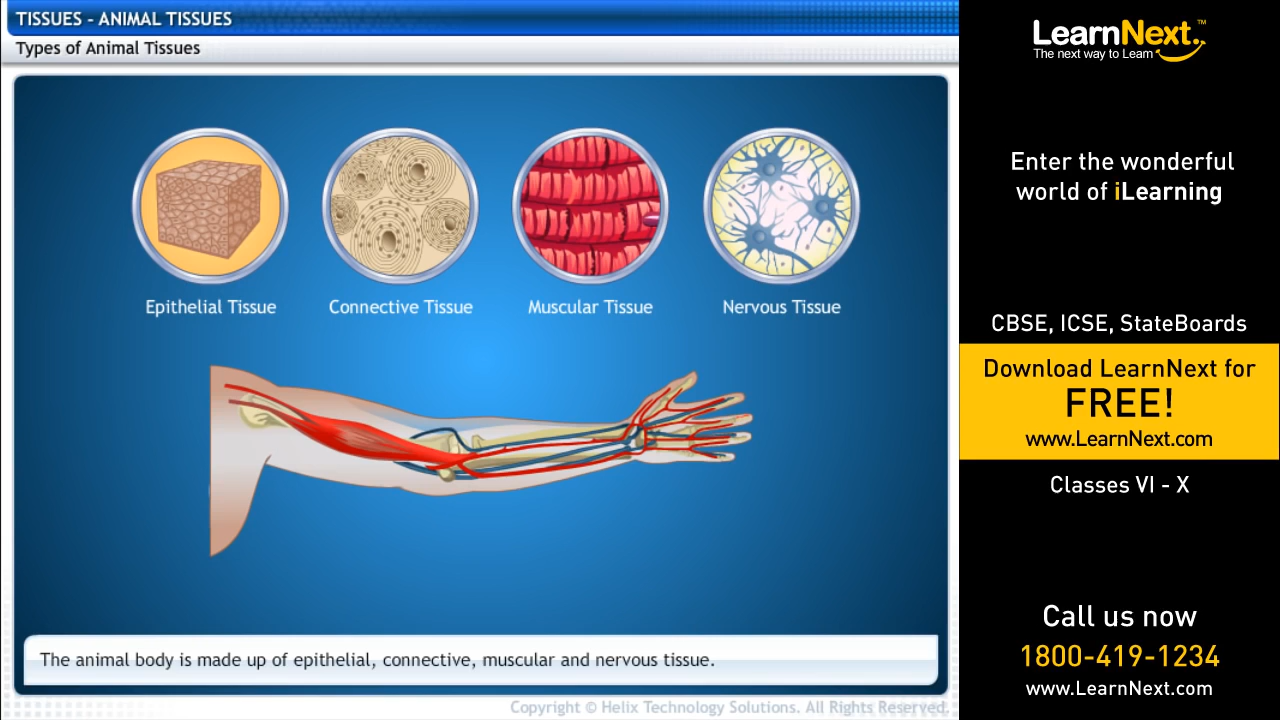 TISSUES - ANIMAL TISSUES
Types of Animal Tissues
Epithelial Tissue
Connective Tissue
Muscular Tissue
Nervous Tissue
The animal body is made up of epithelial, connective, muscular and nervous tissue.
Copyright © Helix Technology Solutions. All Rights Reserved.
LearnNext.™
The next way to Learn
Enter the wonderful
world of iLearning
CBSE, ICSE, StateBoards
Download LearnNext for
FREE!
www.LearnNext.com
Classes VI - X
Call us now
1800-419-1234
www.LearnNext.com